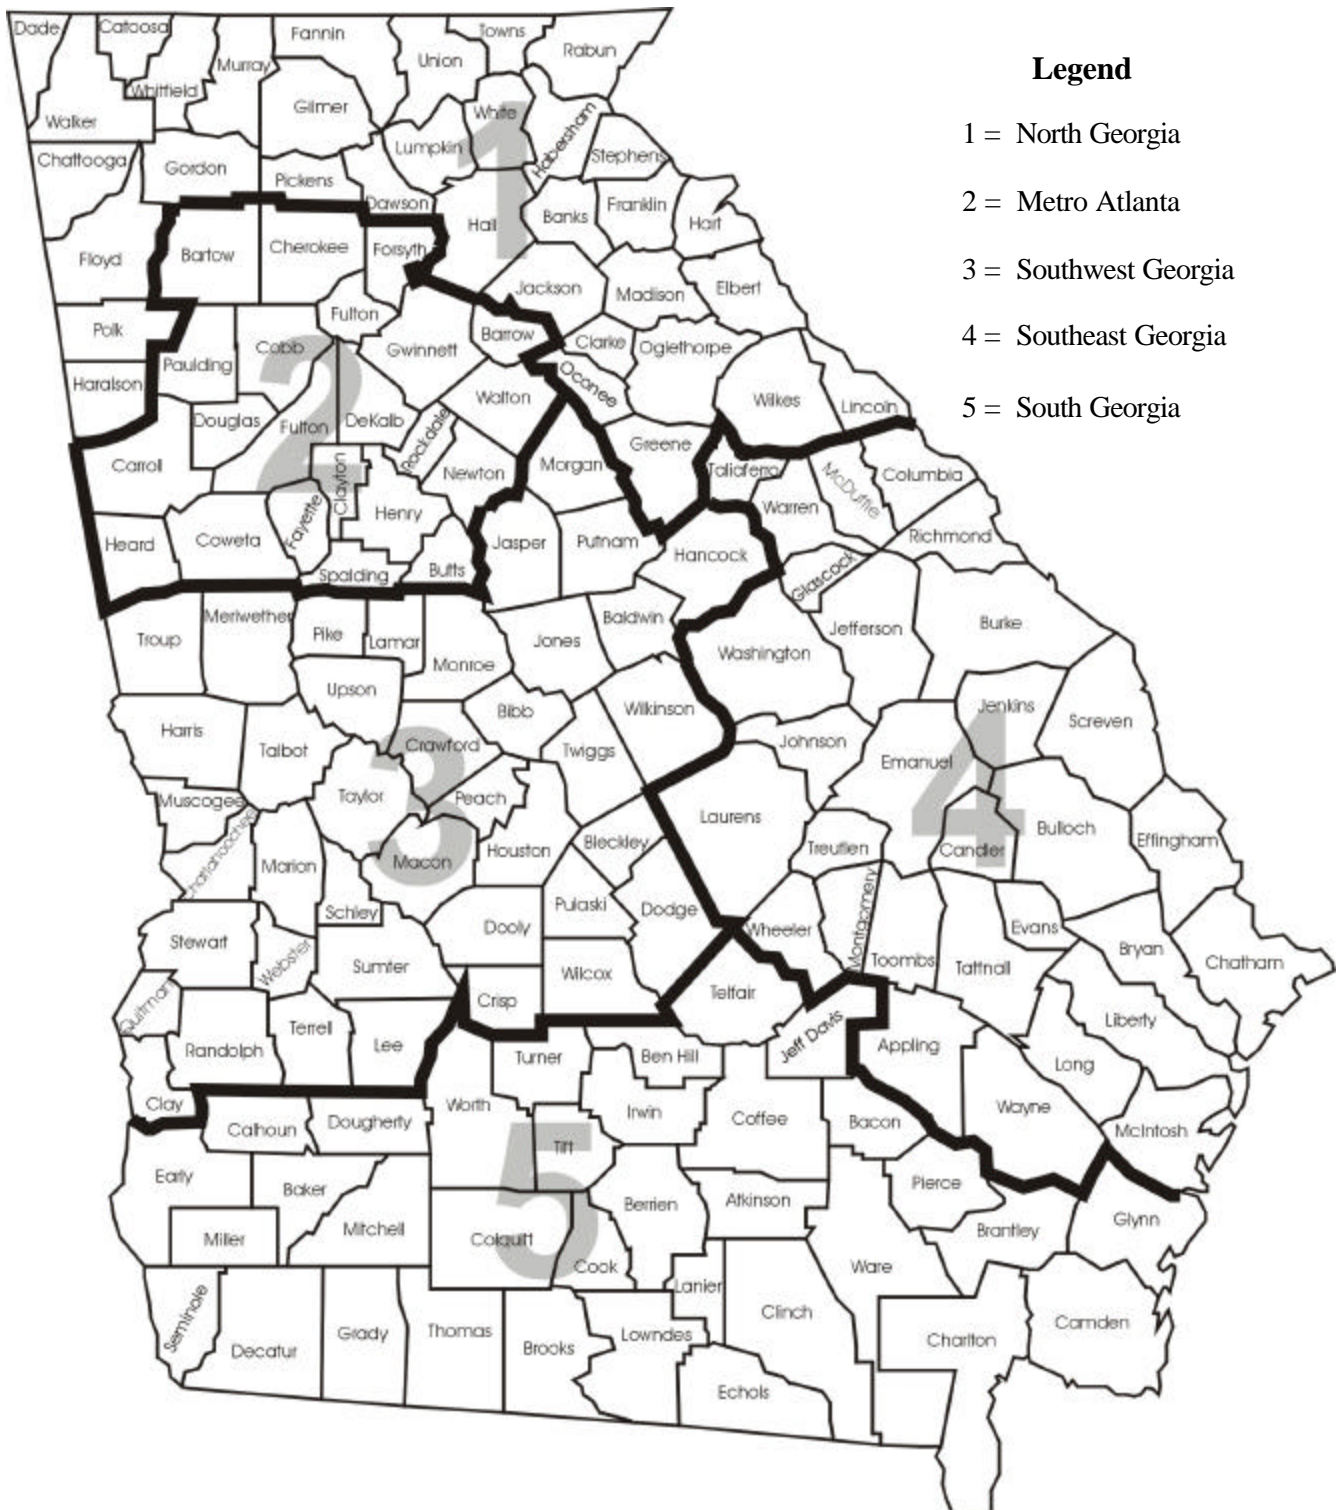 Legend
1 = North Georgia
2 = Metro Atlanta
3 = Southwest Georgia
4 = Southeast Georgia
5 = South Georgia
Dade
Catoosa
Fannin
Towns
Rabun
Union
Murray
Whitfield
Walker
Gilmer
White
Habersham
Lumpkin
Stephens
Chattooga
Gordon
Pickens
Dawson
1
Hall
Banks
Franklin
Hart
Floyd
Bartow
Cherokee
Forsyth
Jackson
Madison
Elbert
Polk
Fulton
Barrow
Clarke
Oglethorpe
Paulding
Cobb
Gwinnett
Haralson
Oconee
Walton
Wilkes
Lincoln
2
Douglas
Fulton
DeKalb
Rockdale
Carroll
Clayton
Newton
Morgan
Greene
Taliaferro
McDuffie
Columbia
Warren
Heard
Coweta
Fayette
Henry
Jasper
Putnam
Hancock
Richmond
Spalding
Butts
Glascock
Troup
Meriwether
Pike
Lamar
Monroe
Jones
Baldwin
Washington
Jefferson
Burke
Upson
Harris
Talbot
Crawford
Bibb
Twiggs
Wilkinson
Johnson
Emanuel
Jenkins
Screven
3
4
Muscogee
Taylor
Peach
Laurens
Chattahoochee
Marion
Macon
Houston
Bleckley
Treutlen
Candler
Bulloch
Effingham
Schley
Dooly
Pulaski
Dodge
Wheeler
Montgomery
Toombs
Tattnall
Evans
Bryan
Chatham
Stewart
Webster
Sumter
Crisp
Wilcox
Telfair
Quitman
Randolph
Terrell
Lee
Turner
Ben Hill
Jeff Davis
Appling
Liberty
Long
Clay
Calhoun
Dougherty
Worth
Tift
Irwin
Coffee
Bacon
Wayne
McIntosh
Early
Baker
Mitchell
5
Berrien
Atkinson
Pierce
Brantley
Glynn
Miller
Colquitt
Cook
Lanier
Ware
Clinch
Seminole
Decatur
Grady
Thomas
Brooks
Lowndes
Echols
Charlton
Camden